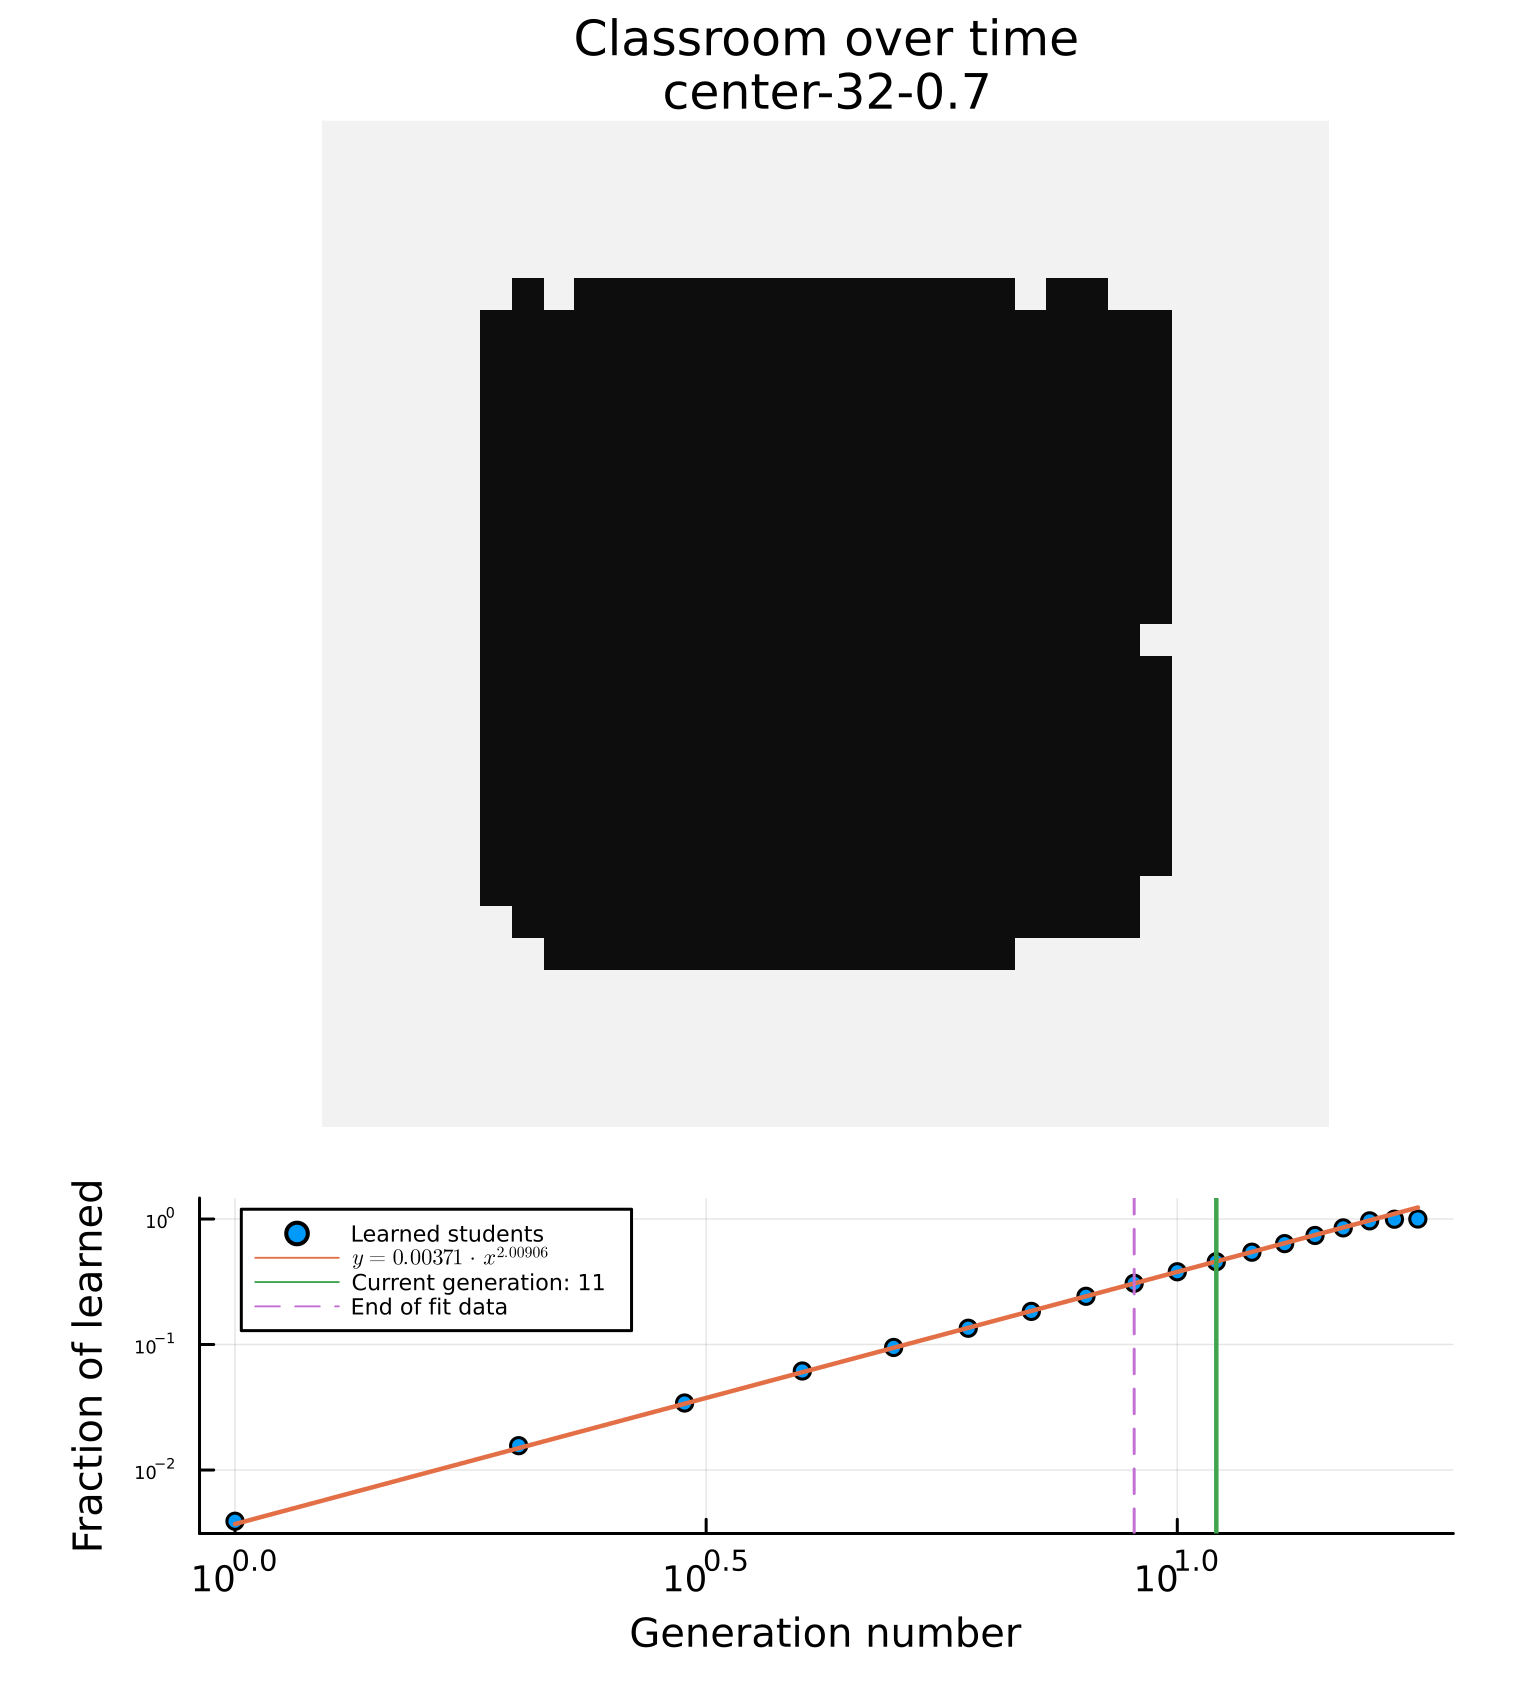 Classroom over time
center-32-0.7
Fraction of learned
10^0
10^-1
10^-2
Learned students
y = 0.00371 · x^2.00906
Current generation: 11
End of fit data
10^0.0 10^0.5 10^1.0
Generation number